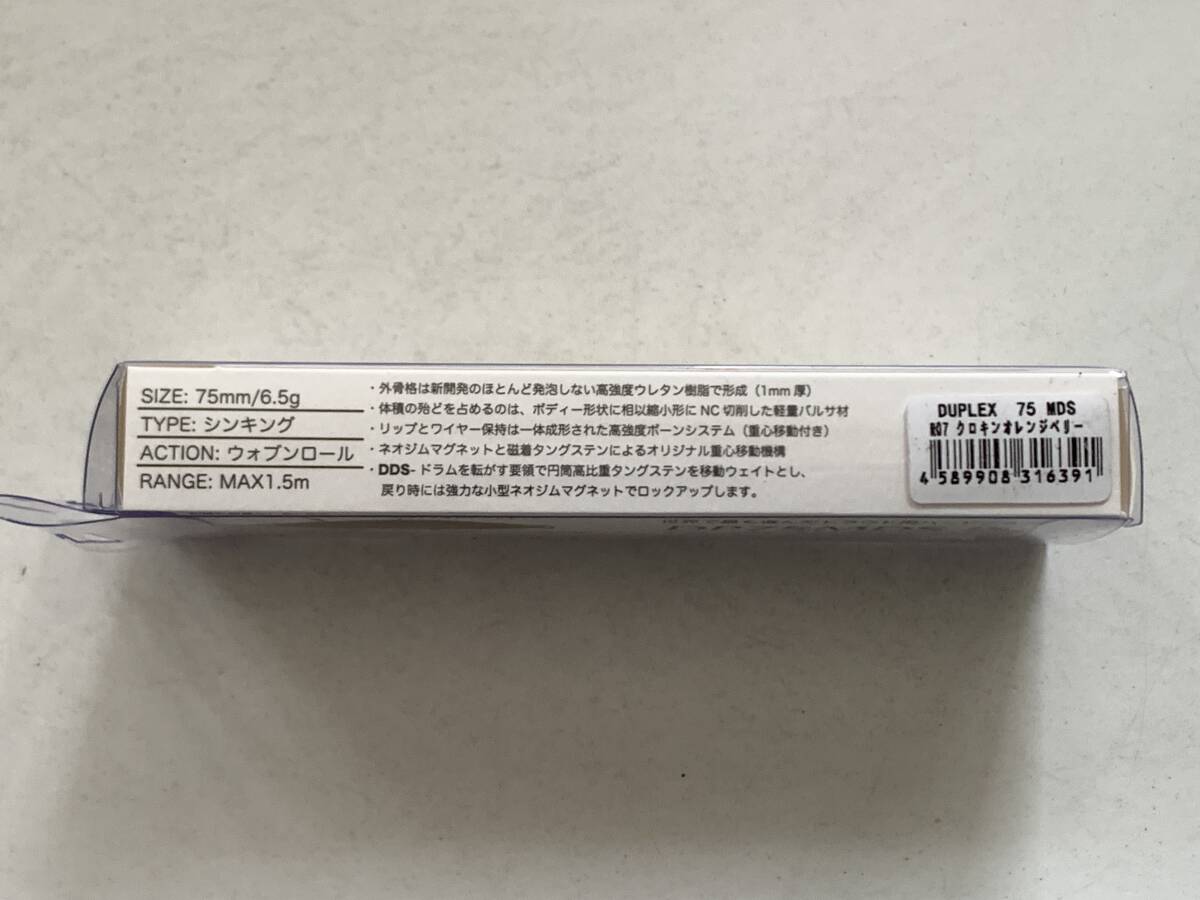 SIZE: 75mm/6.5g
TYPE: シンキング
ACTION: ウォブンロール
RANGE: MAX1.5m
・外骨格は新開発のほとんど発泡しない高強度ウレタン樹脂で形成（1mm厚）
・体積の殆どを占めるのは、ボディー形状に相以縮小形に NC 切削した軽量バルサ材
・リップとワイヤー保持は一体成形された高強度ボーンシステム（重心移動付き）
・ネオジムマグネットと磁着タングステンによるオリジナル重心移動機構
・DDS- ドラムを転がす要領で円筒高比重タングステンを移動ウェイトとし、
戻り時には強力な小型ネオジムマグネットでロックアップします。
DUPLEX 75 MDS
R07 クロキンオレンジベリー
4 589908 316391